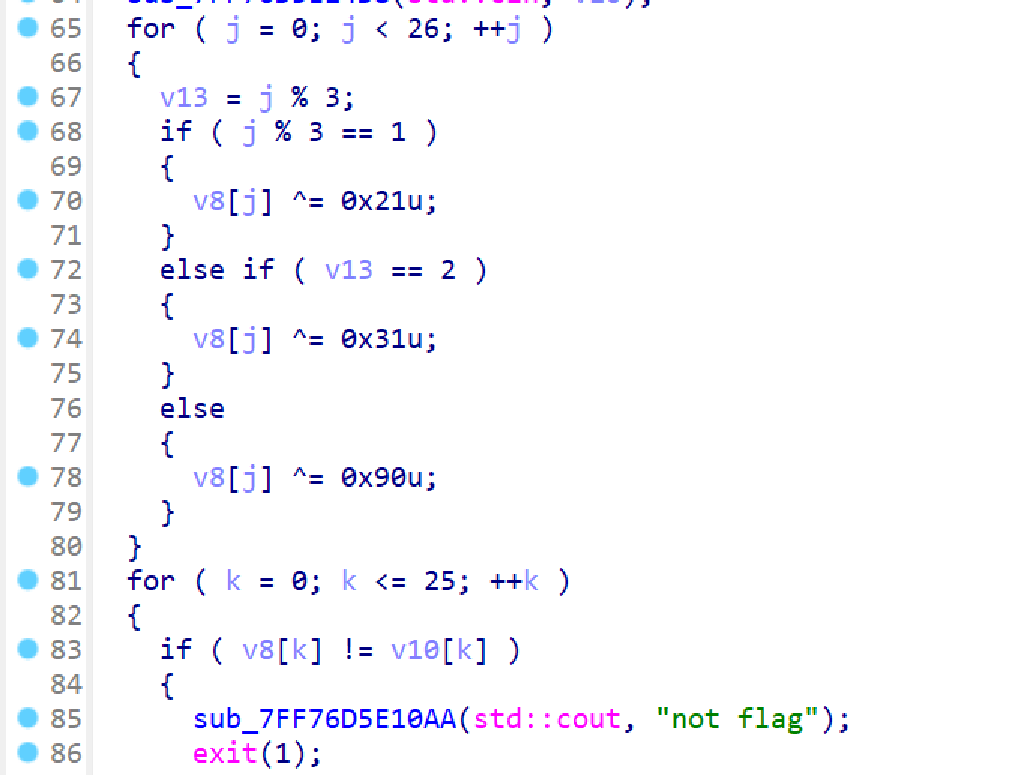 65 for ( j = 0; j < 26; ++j )
66 {
67 v13 = j % 3;
68 if ( j % 3 == 1 )
69 {
70 v8[j] ^= 0x21u;
71 }
72 else if ( v13 == 2 )
73 {
74 v8[j] ^= 0x31u;
75 }
76 else
77 {
78 v8[j] ^= 0x90u;
79 }
80 }
81 for ( k = 0; k <= 25; ++k )
82 {
83 if ( v8[k] != v10[k] )
84 {
85 sub_7FF76D5E10AA(std::cout, "not flag");
86 exit(1);